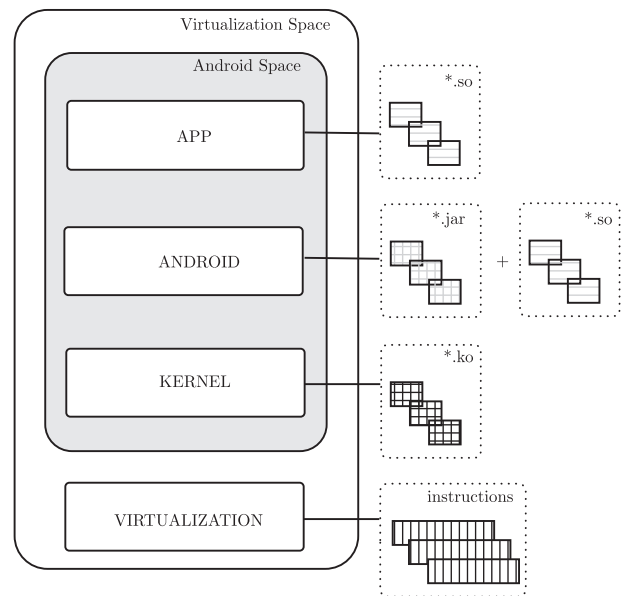 Virtualization Space
Android Space
*.so
APP
*.jar
*.so
ANDROID
+
*.ko
KERNEL
instructions
VIRTUALIZATION